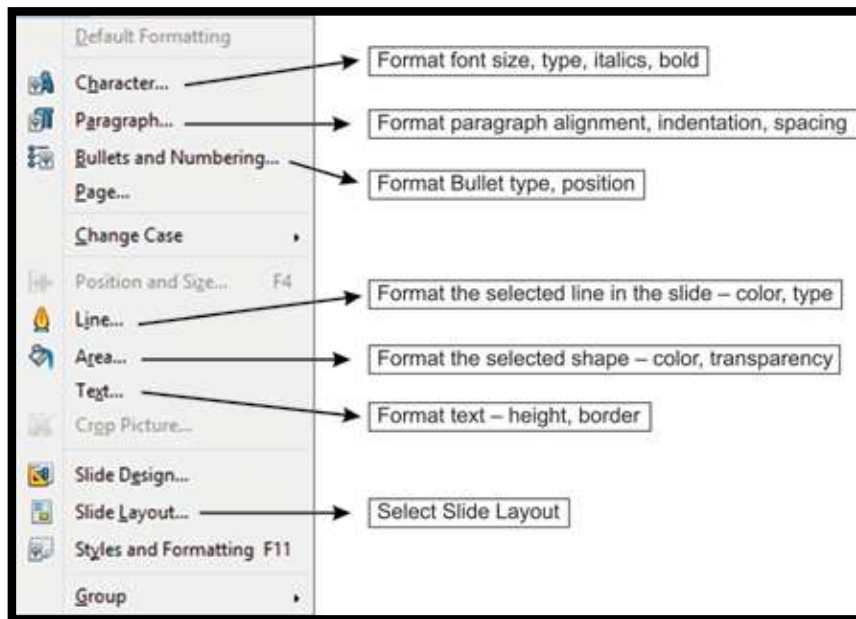 Default Formatting
Character...
Format font size, type, italics, bold
Paragraph...
Format paragraph alignment, indentation, spacing
Bullets and Numbering...
Format Bullet type, position
Page...
Change Case
Position and Size... F4
Format the selected line in the slide – color, type
Line...
Area...
Format the selected shape – color, transparency
Text...
Format text – height, border
Crop Picture...
Slide Design...
Slide Layout...
Select Slide Layout
Styles and Formatting F11
Group